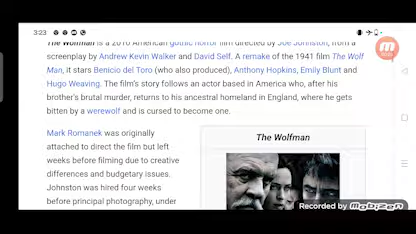 3:23
The Wolfman is a 2010 American gothic horror film directed by Joe Johnston, from a
screenplay by Andrew Kevin Walker and David Self. A remake of the 1941 film The Wolf
Man, it stars Benicio del Toro (who also produced), Anthony Hopkins, Emily Blunt and
Hugo Weaving. The film's story follows an actor based in America who, after his
brother's brutal murder, returns to his ancestral homeland in England, where he gets
bitten by a werewolf and is cursed to become one.
Mark Romanek was originally
attached to direct the film but left
weeks before filming due to creative
differences and budgetary issues.
Johnston was hired four weeks
before principal photography, under
The Wolfman
Recorded by Mobizen